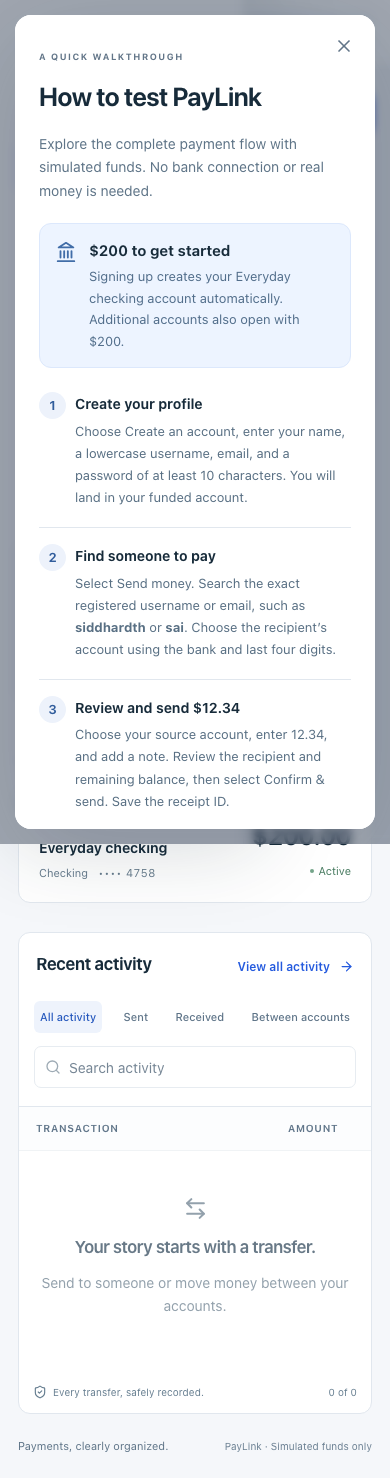 A QUICK WALKTHROUGH
How to test PayLink
Explore the complete payment flow with
simulated funds. No bank connection or real
money is needed.
$200 to get started
Signing up creates your Everyday
checking account automatically.
Additional accounts also open with
$200.
1 Create your profile
Choose Create an account, enter your name,
a lowercase username, email, and a
password of at least 10 characters. You will
land in your funded account.
2 Find someone to pay
Select Send money. Search the exact
registered username or email, such as
siddhardth or sai. Choose the recipient’s
account using the bank and last four digits.
3 Review and send $12.34
Choose your source account, enter 12.34,
and add a note. Review the recipient and
remaining balance, then select Confirm &
send. Save the receipt ID.
$200.00
Everyday checking
Checking •••• 4758
Active
Recent activity
View all activity
All activity Sent Received Between accounts
Search activity
TRANSACTION AMOUNT
Your story starts with a transfer.
Send to someone or move money between your
accounts.
Every transfer, safely recorded. 0 of 0
Payments, clearly organized. PayLink · Simulated funds only